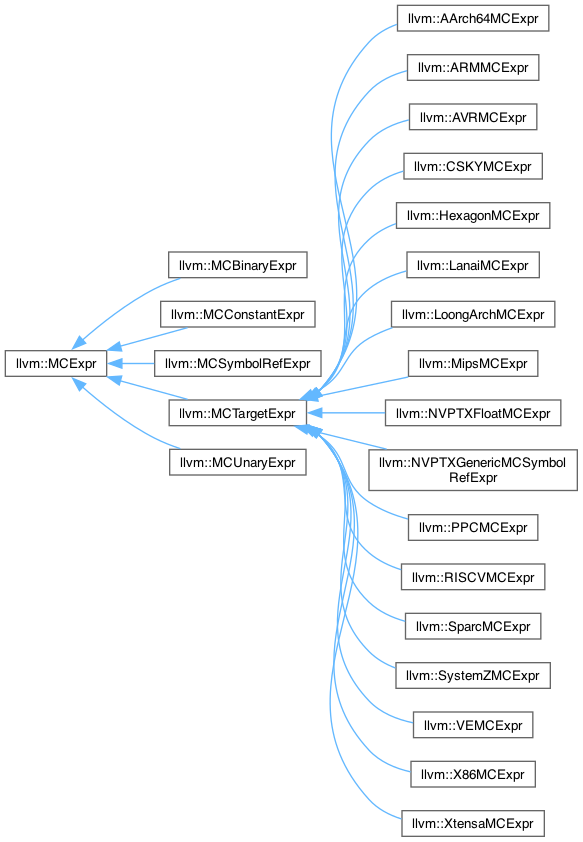 llvm::MCExpr
llvm::MCBinaryExpr
llvm::MCConstantExpr
llvm::MCSymbolRefExpr
llvm::MCTargetExpr
llvm::MCUnaryExpr
llvm::AArch64MCExpr
llvm::ARMMCExpr
llvm::AVRMCExpr
llvm::CSKYMCExpr
llvm::HexagonMCExpr
llvm::LanaiMCExpr
llvm::LoongArchMCExpr
llvm::MipsMCExpr
llvm::NVPTXFloatMCExpr
llvm::NVPTXGenericMCSymbol
RefExpr
llvm::PPCMCExpr
llvm::RISCVMCExpr
llvm::SparcMCExpr
llvm::SystemZMCExpr
llvm::VEMCExpr
llvm::X86MCExpr
llvm::XtensaMCExpr